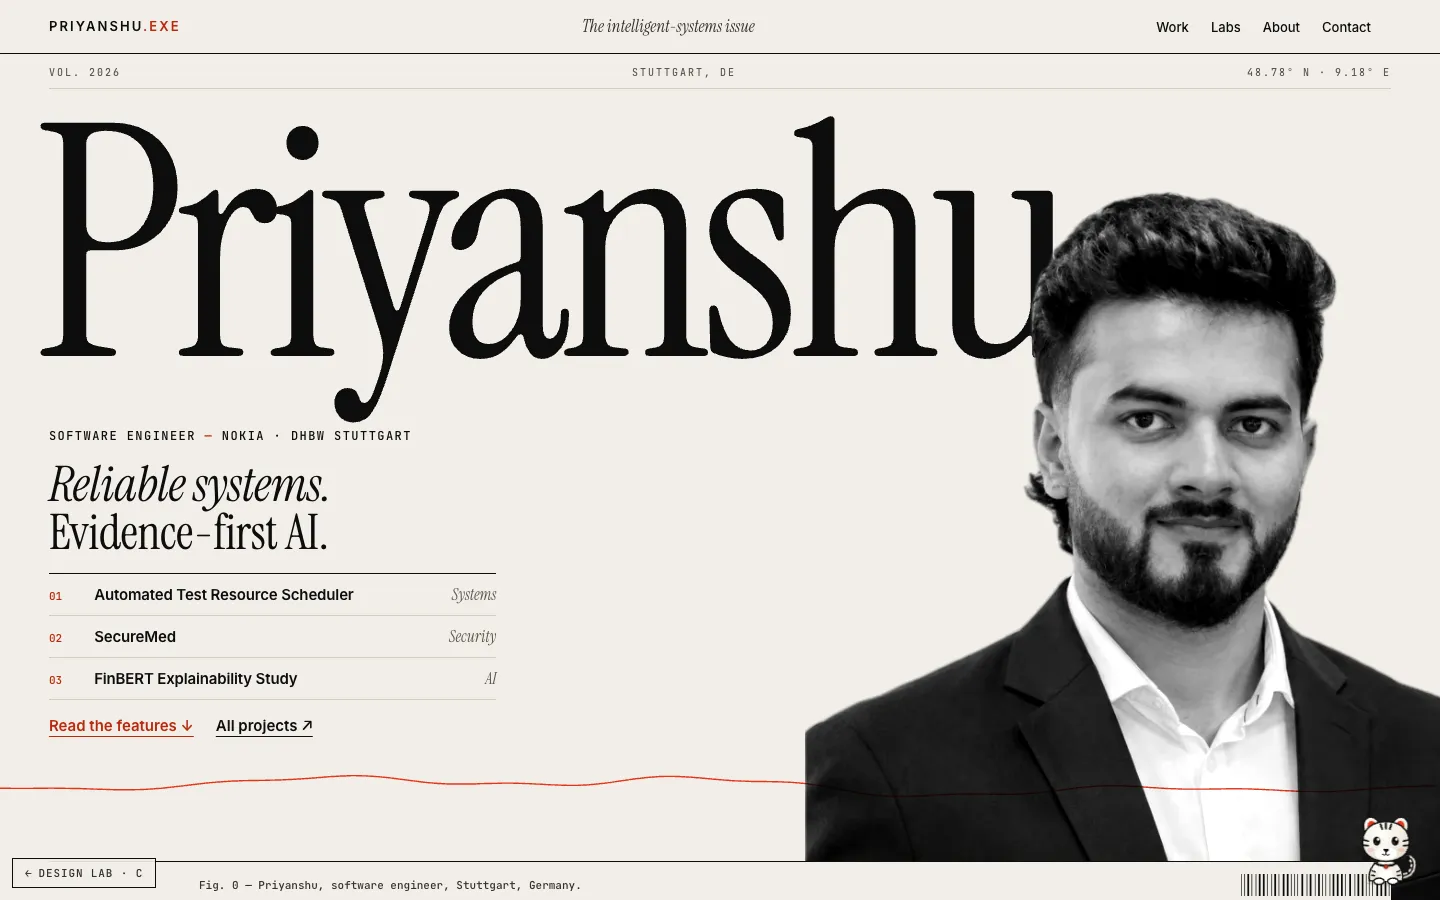 PRIYANSHU.EXE
The intelligent-systems issue
Work Labs About Contact
VOL. 2026
STUTTGART, DE
48.78° N · 9.18° E
Priyanshu
SOFTWARE ENGINEER — NOKIA · DHBW STUTTGART
Reliable systems.
Evidence-first AI.
01 Automated Test Resource Scheduler Systems
02 SecureMed Security
03 FinBERT Explainability Study AI
Read the features ↓ All projects ↗
← DESIGN LAB · C
Fig. 0 — Priyanshu, software engineer, Stuttgart, Germany.